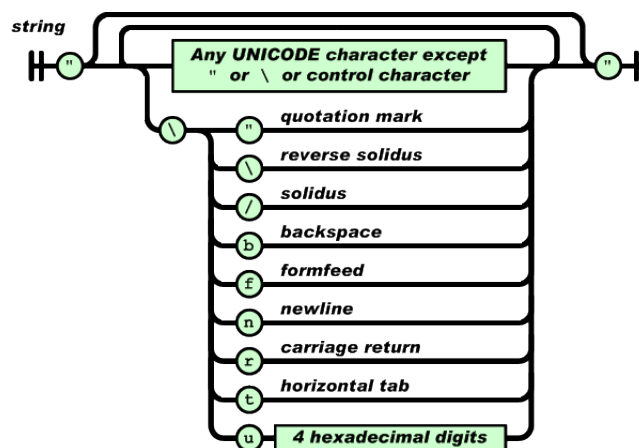 string
" Any UNICODE character except "
" or \ or control character
\ " quotation mark
\ reverse solidus
/ solidus
b backspace
f formfeed
n newline
r carriage return
t horizontal tab
u 4 hexadecimal digits